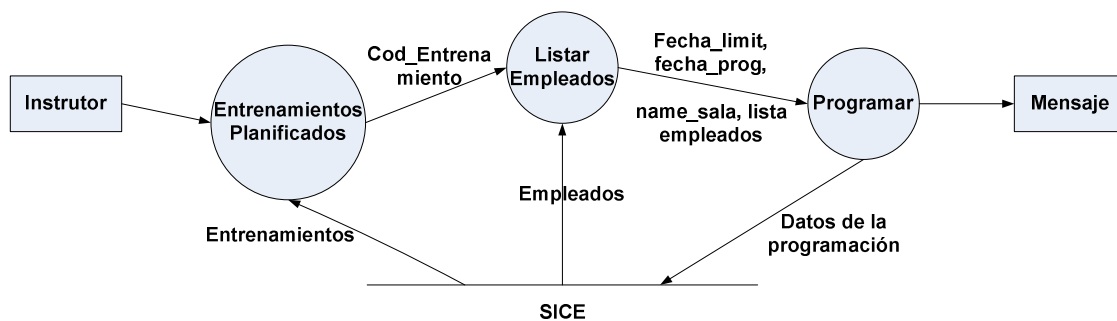 Instrutor
Entrenamientos
Planificados
Cod_Entrena
miento
Listar
Empleados
Fecha_limit,
fecha_prog,
name_sala, lista
empleados
Programar
Mensaje
Entrenamientos
Empleados
Datos de la
programación
SICE